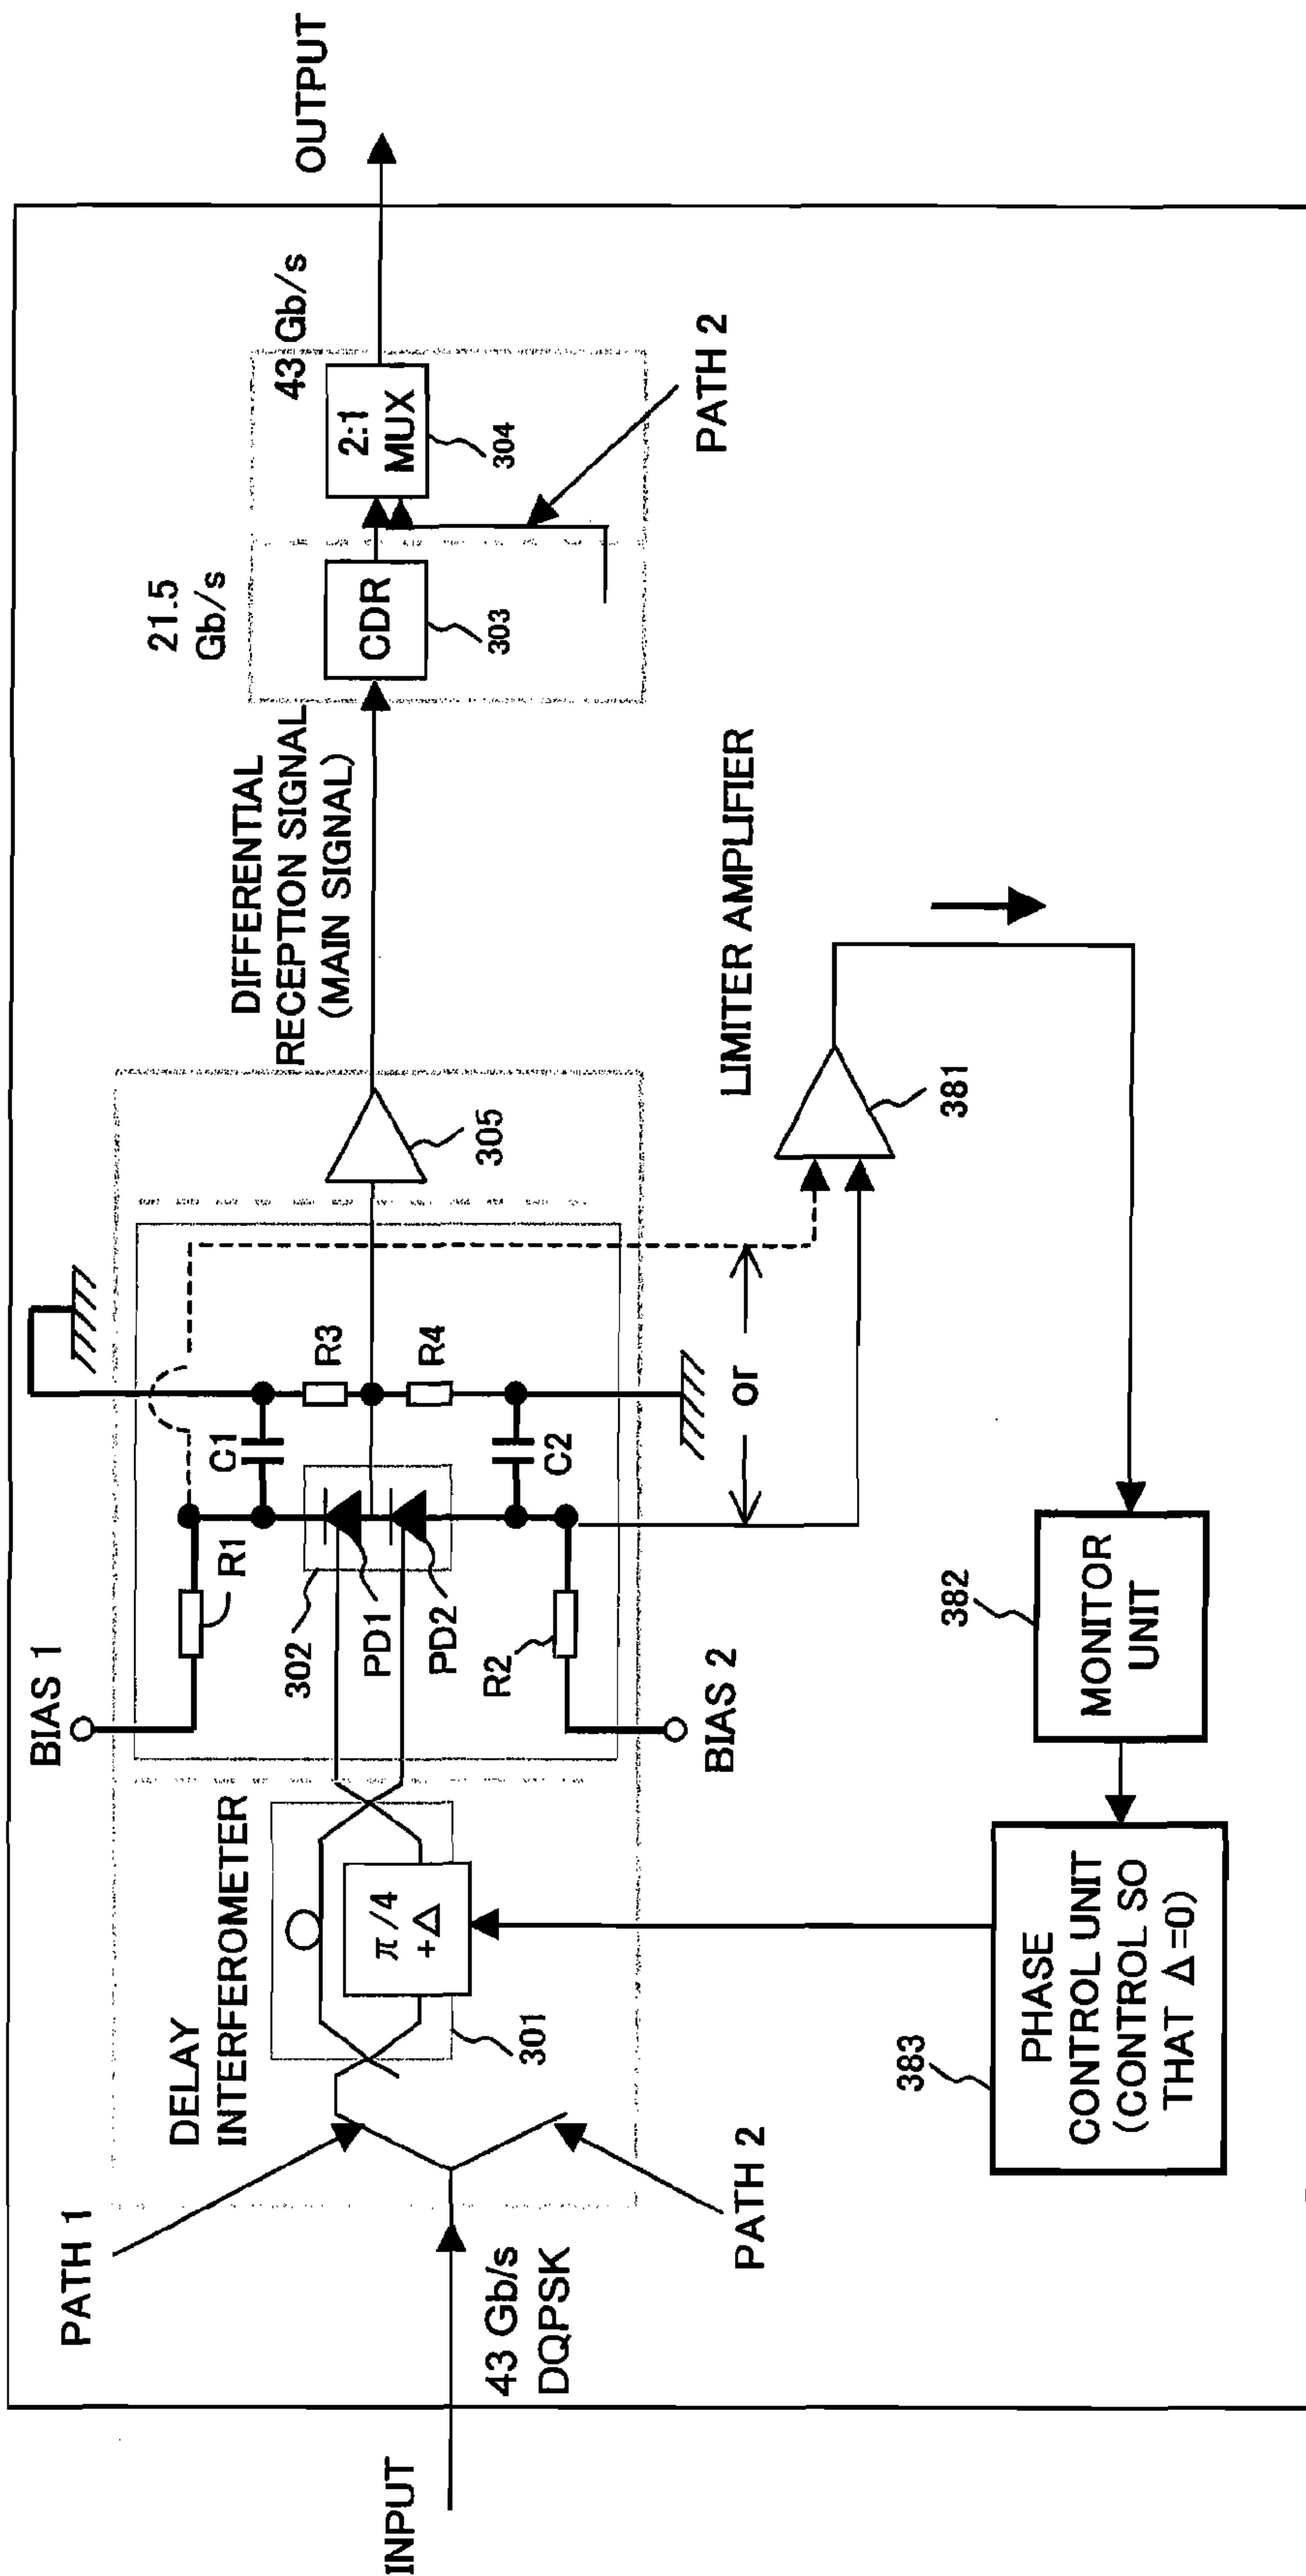 INPUT
43 Gb/s
DQPSK
PATH 1
PATH 2
DELAY
INTERFEROMETER
π/4
+Δ
301
BIAS 1
R1
302
PD1
PD2
R2
BIAS 2
C1
C2
R3
R4
or
305
DIFFERENTIAL
RECEPTION SIGNAL
(MAIN SIGNAL)
21.5
Gb/s
CDR
303
43 Gb/s
2:1
MUX
304
PATH 2
OUTPUT
LIMITER AMPLIFIER
381
382
MONITOR
UNIT
383
PHASE
CONTROL UNIT
(CONTROL SO
THAT Δ=0)